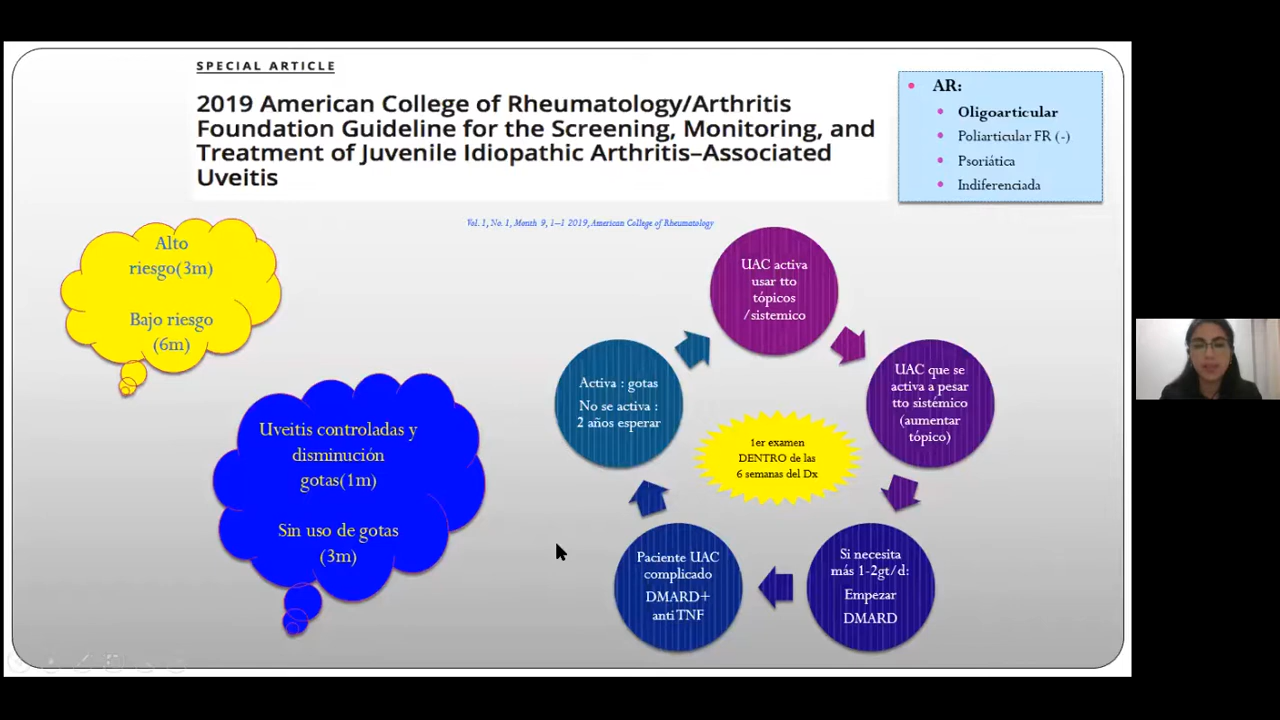 SPECIAL ARTICLE
2019 American College of Rheumatology/Arthritis
Foundation Guideline for the Screening, Monitoring, and
Treatment of Juvenile Idiopathic Arthritis–Associated
Uveitis
AR:
Oligoarticular
Poliarticular FR (-)
Psoriática
Indiferenciada
Vol. 1, No. 1, Month 9, 1–1 2019, American College of Rheumatology
Alto
riesgo(3m)
Bajo riesgo
(6m)
Uveitis controladas y
disminución
gotas(1m)
Sin uso de gotas
(3m)
UAC activa
usar tto
tópicos
/sistemico
UAC que se
activa a pesar
tto sistémico
(aumentar
tópico)
Si necesita
más 1-2gt/d:
Empezar
DMARD
Paciente UAC
complicado
DMARD+
anti TNF
Activa : gotas
No se activa :
2 años esperar
1er examen
DENTRO de las
6 semanas del Dx